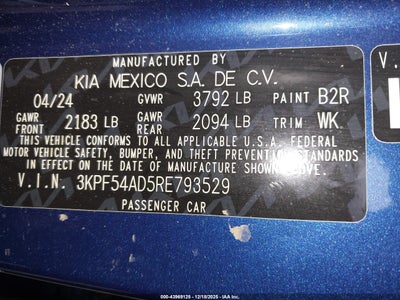 MANUFACTURED BY
KIA MEXICO S.A. DE C.V.
04/24 GVWR 3792 LB PAINT B2R
GAWR FRONT 2183 LB GAWR REAR 2094 LB TRIM WK
THIS VEHICLE CONFORMS TO ALL APPLICABLE U.S.A. FEDERAL
MOTOR VEHICLE SAFETY, BUMPER, AND THEFT PREVENTION STANDARDS
IN EFFECT ON THE DATE OF MANUFACTURE SHOWN ABOVE.
V.I.N. 3KPF54AD5RE793529
PASSENGER CAR
V.
000-43969125 - 12/18/2025 - IAA Inc.